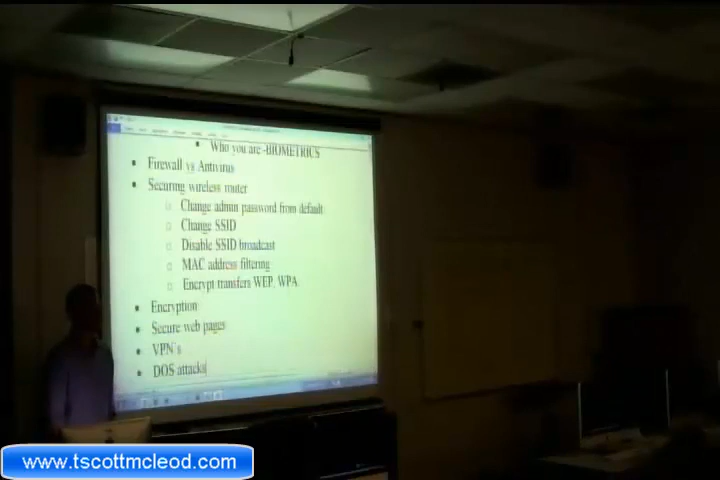 Who you are -BIOMETRICS
Firewall vs Antivirus
Securing wireless router
Change admin password from default
Change SSID
Disable SSID broadcast
MAC address filtering
Encrypt transfers WEP, WPA
Encryption
Secure web pages
VPN's
DOS attacks
www.tscottmcleod.com